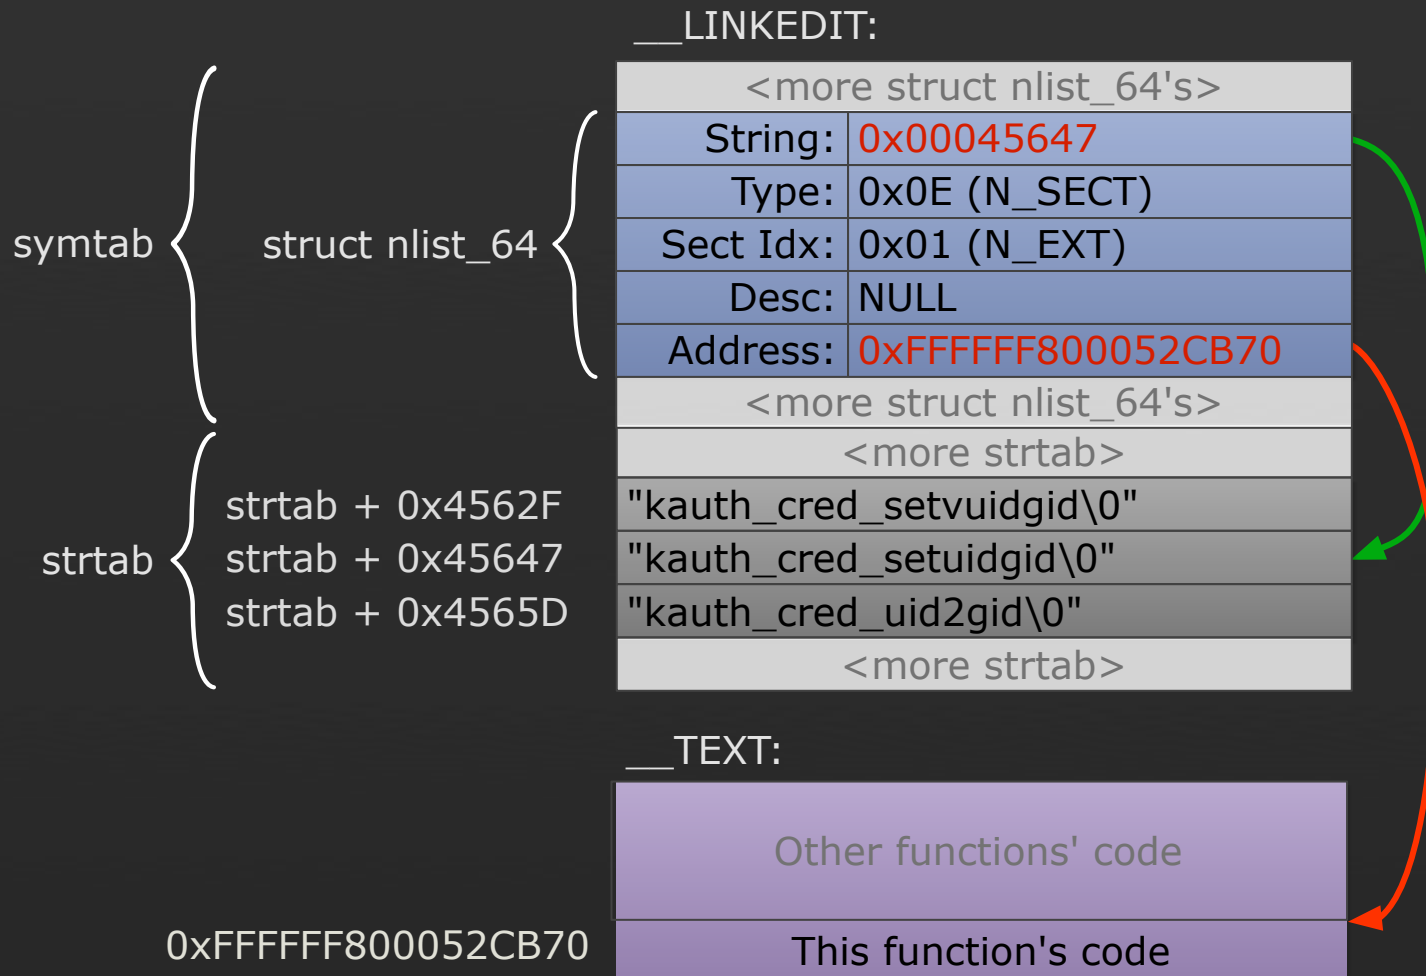 __LINKEDIT:
<more struct nlist_64's>
String: 0x00045647
Type: 0x0E (N_SECT)
symtab struct nlist_64 Sect Idx: 0x01 (N_EXT)
Desc: NULL
Address: 0xFFFFFF800052CB70
<more struct nlist_64's>
<more strtab>
strtab + 0x4562F "kauth_cred_setvuidgid\0"
strtab strtab + 0x45647 "kauth_cred_setuidgid\0"
strtab + 0x4565D "kauth_cred_uid2gid\0"
<more strtab>
__TEXT:
Other functions' code
0xFFFFFF800052CB70 This function's code